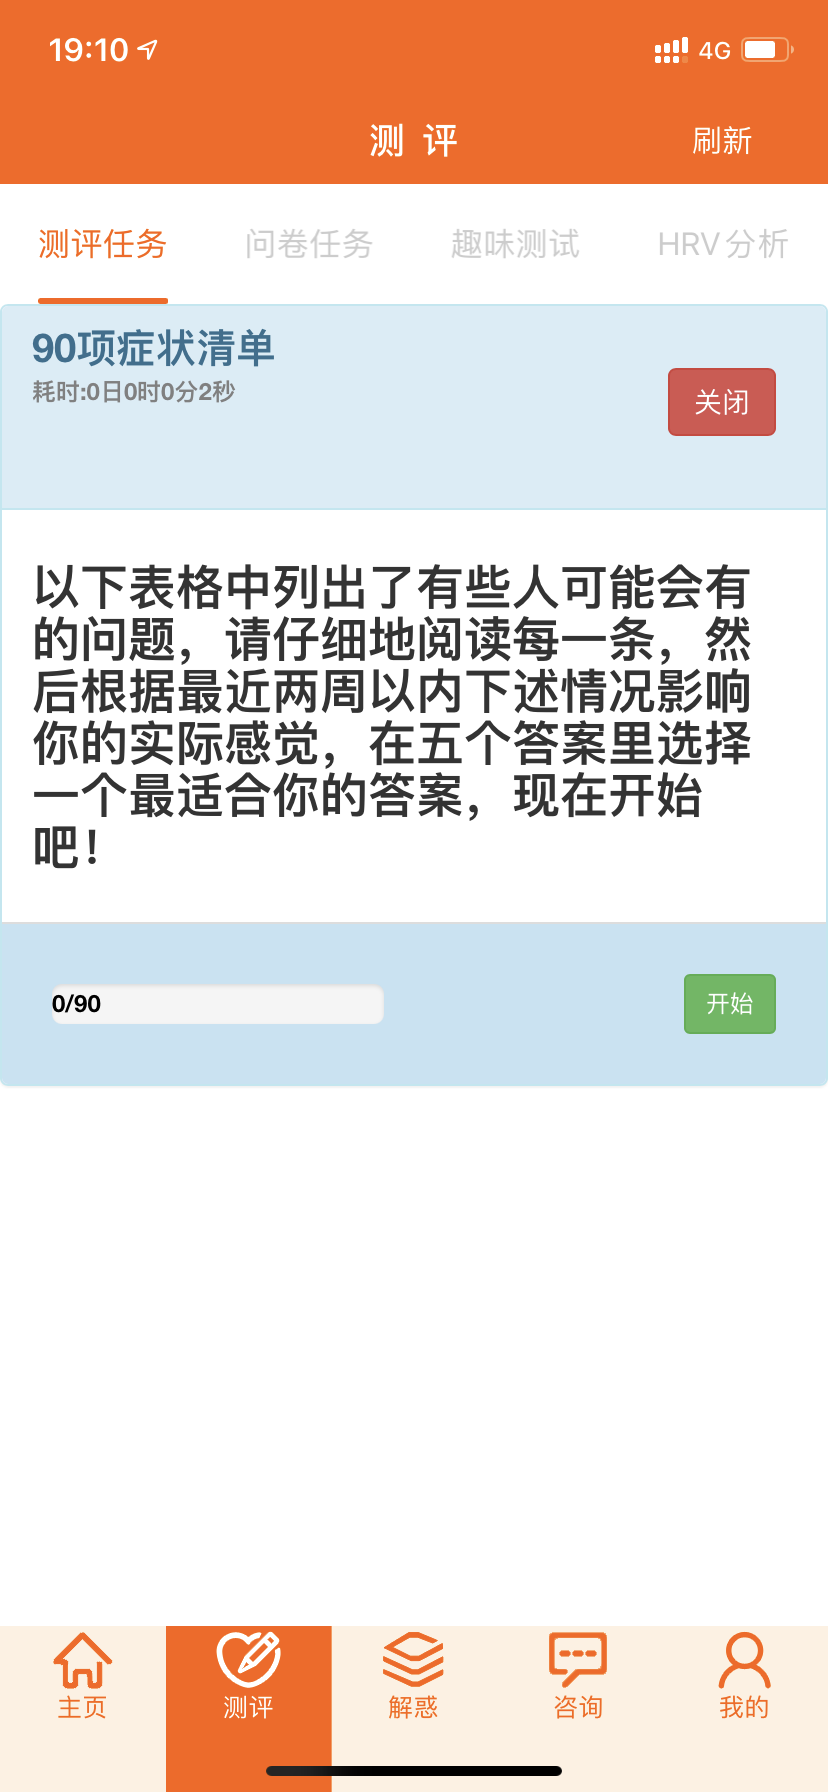 19:10
4G
测 评
刷新
测评任务
问卷任务
趣味测试
HRV分析
90项症状清单
耗时:0日0时0分2秒
关闭
以下表格中列出了有些人可能会有
的问题，请仔细地阅读每一条，然
后根据最近两周以内下述情况影响
你的实际感觉，在五个答案里选择
一个最适合你的答案，现在开始
吧！
0/90
开始
主页
测评
解惑
咨询
我的